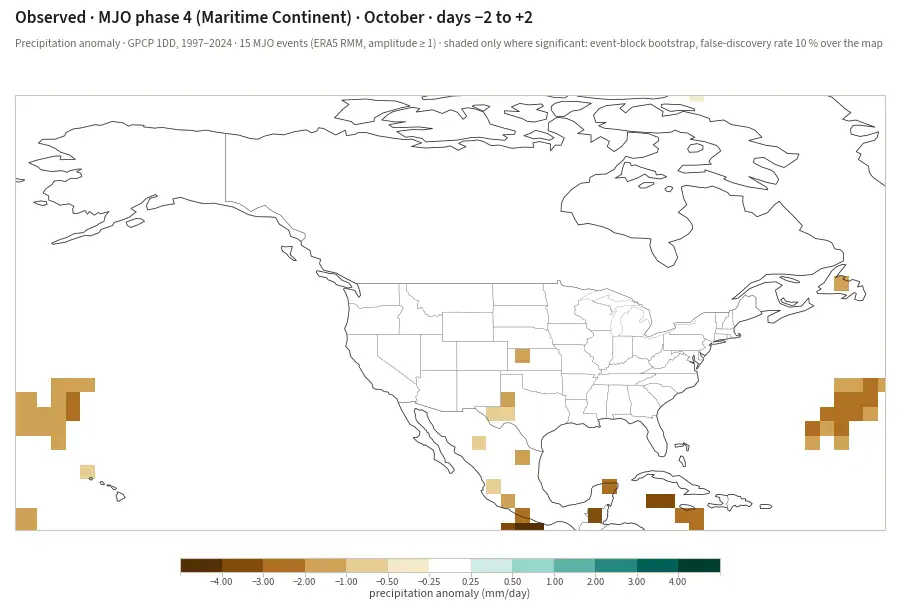 Observed · MJO phase 4 (Maritime Continent) · October · days −2 to +2
Precipitation anomaly · GPCP 1DD, 1997–2024 · 15 MJO events (ERA5 RMM, amplitude ≥ 1) · shaded only where significant: event-block bootstrap, false-discovery rate 10 % over the map
−4.00 −3.00 −2.00 −1.00 −0.50 −0.25 0.25 0.50 1.00 2.00 3.00 4.00
precipitation anomaly (mm/day)